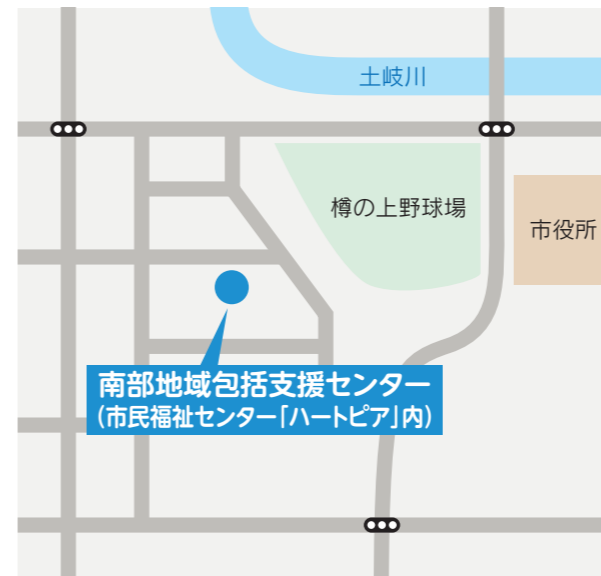 土岐川
樽の上野球場
市役所
南部地域包括支援センター
(市民福祉センター「ハートピア」内)